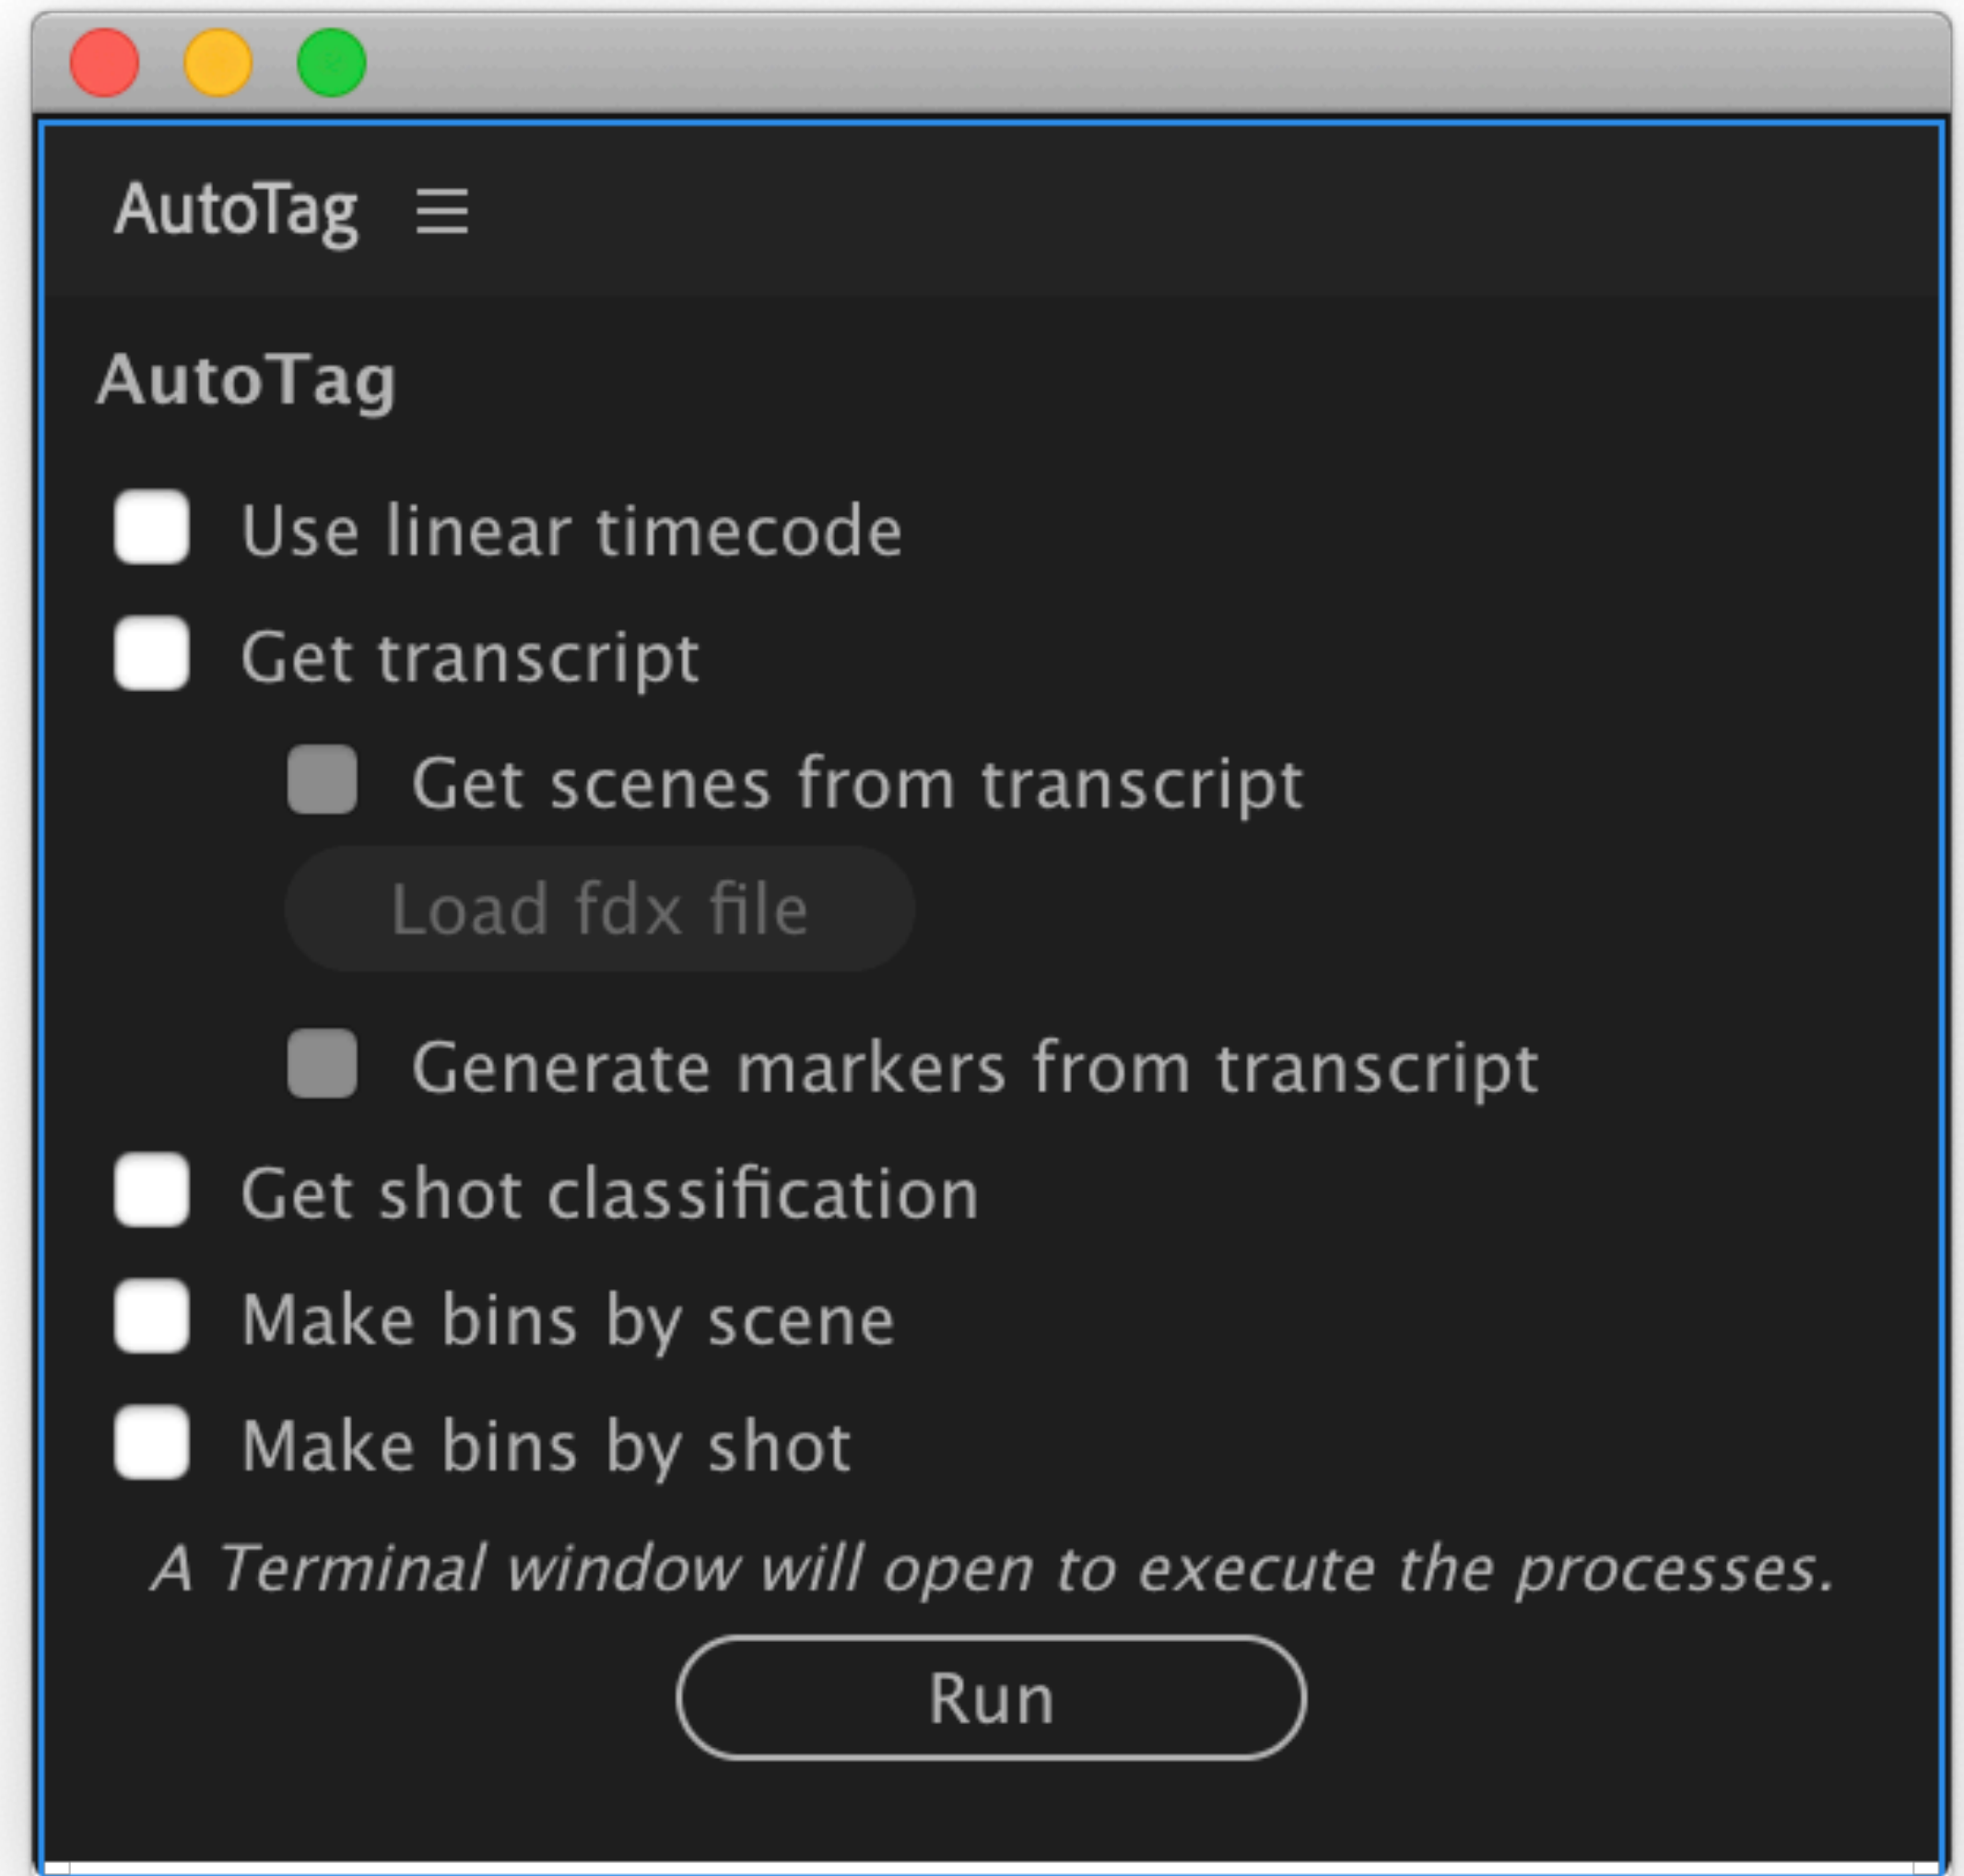 AutoTag
AutoTag
Use linear timecode
Get transcript
Get scenes from transcript
Load fdx file
Generate markers from transcript
Get shot classification
Make bins by scene
Make bins by shot
A Terminal window will open to execute the processes.
Run